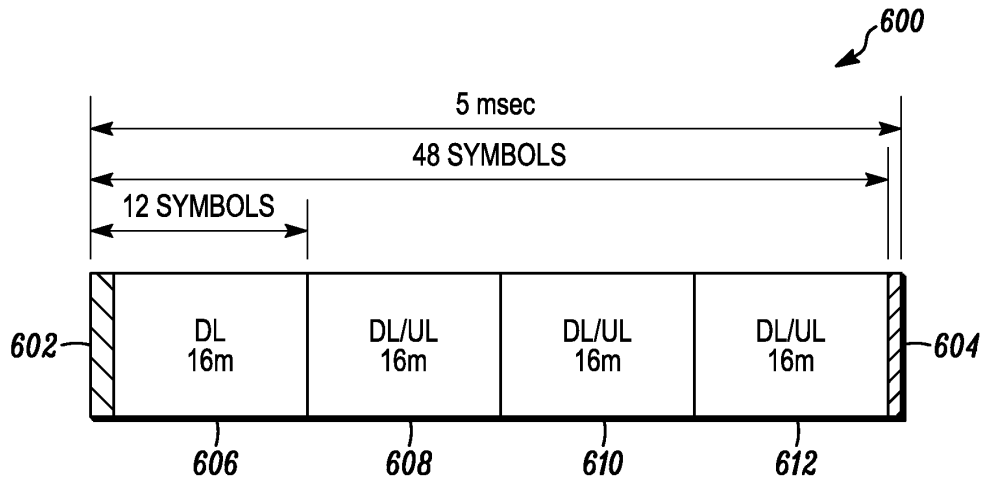 600
5 msec
48 SYMBOLS
12 SYMBOLS
602
DL
16m
DL/UL
16m
DL/UL
16m
DL/UL
16m
604
606
608
610
612